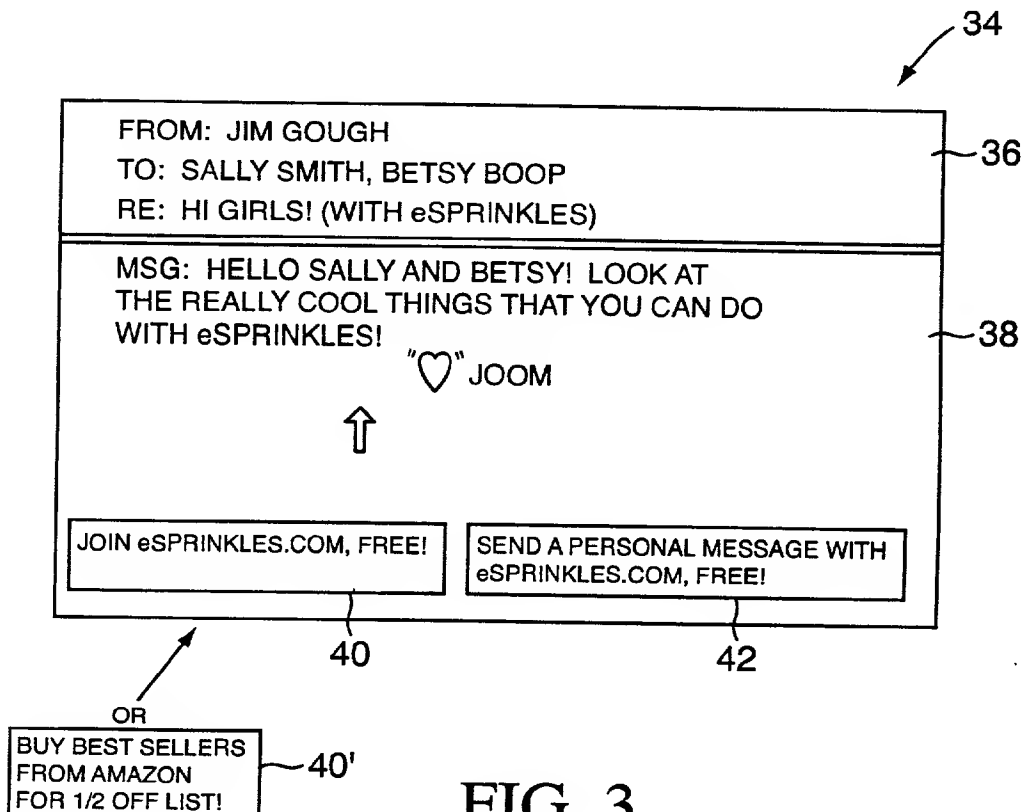 34
FROM: JIM GOUGH
TO: SALLY SMITH, BETSY BOOP
RE: HI GIRLS! (WITH eSPRINKLES)
36
MSG: HELLO SALLY AND BETSY! LOOK AT
THE REALLY COOL THINGS THAT YOU CAN DO
WITH eSPRINKLES!
38
"♡" JOOM
JOIN eSPRINKLES.COM, FREE!
SEND A PERSONAL MESSAGE WITH
eSPRINKLES.COM, FREE!
40
42
OR
BUY BEST SELLERS
FROM AMAZON
FOR 1/2 OFF LIST!
40'
FIG. 3